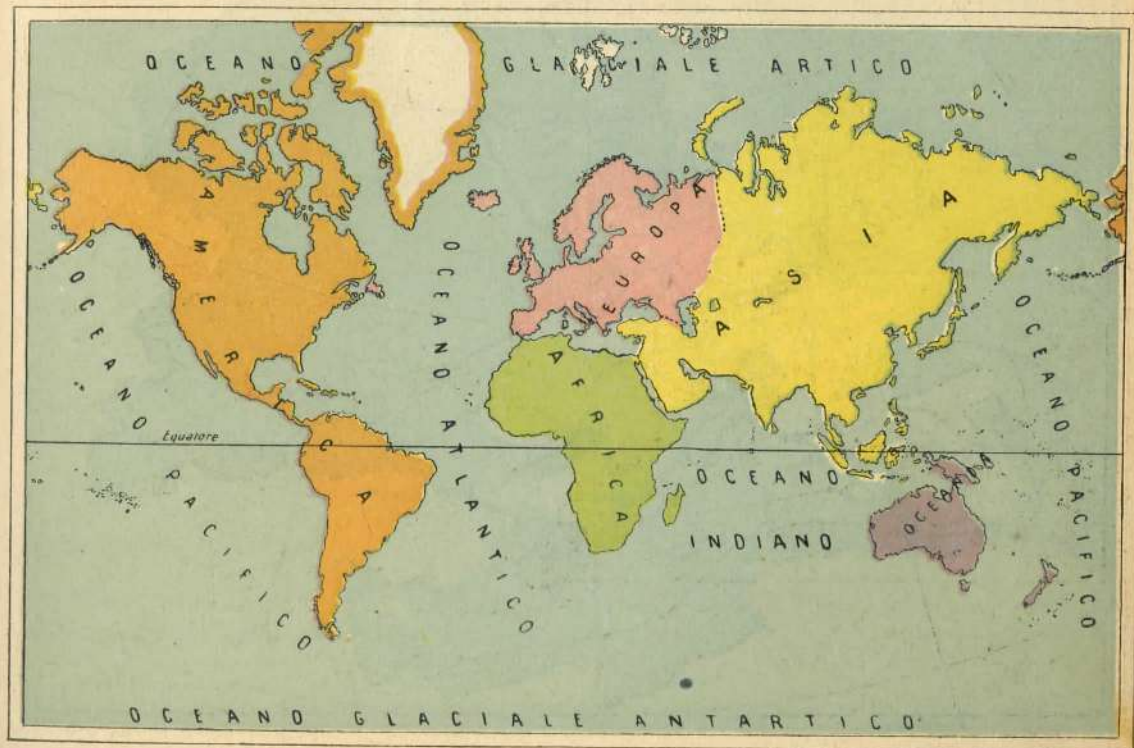 OCEANO GLACIALE ARTICO
AMERICA
EUROPA
ASIA
AFRICA
OCEANIA
OCEANO PACIFICO
OCEANO ATLANTICO
OCEANO PACIFICO
Equatore
OCEANO
INDIANO
OCEANO GLACIALE ANTARTICO